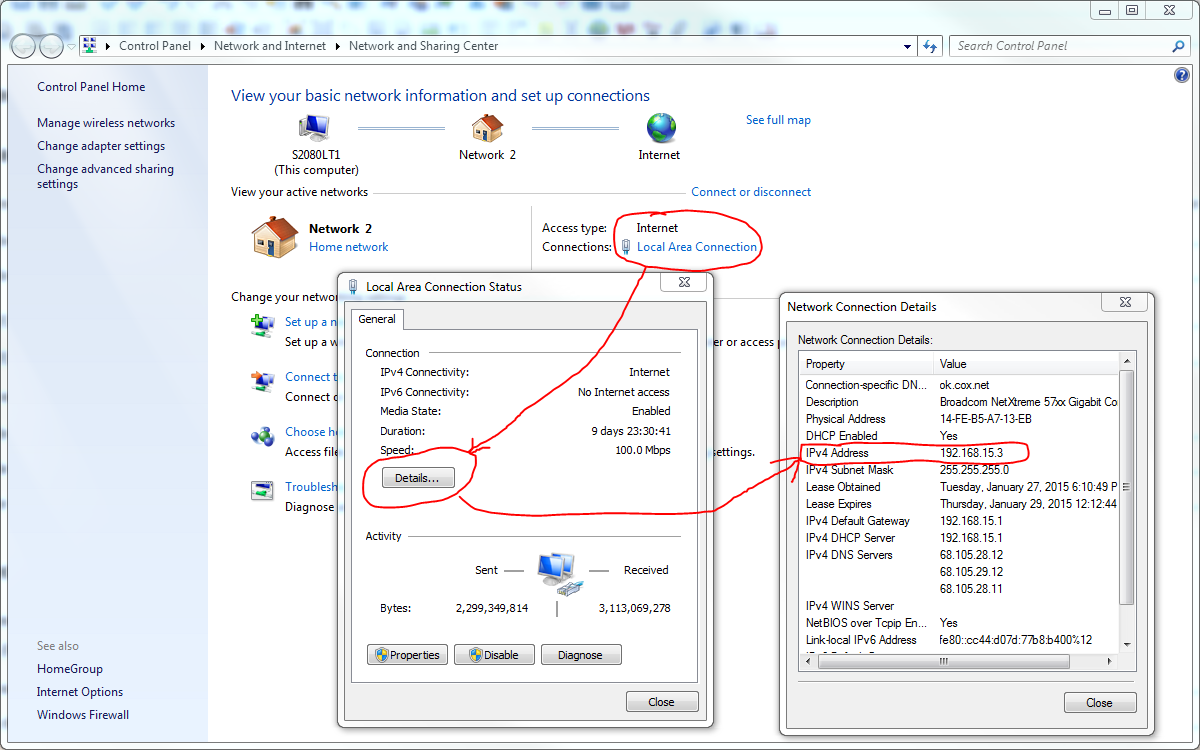 Control Panel Network and Internet Network and Sharing Center
Search Control Panel
Control Panel Home
Manage wireless networks
Change adapter settings
Change advanced sharing
settings
See also
HomeGroup
Internet Options
Windows Firewall
View your basic network information and set up connections
See full map
S2080LT1
(This computer)
Network 2
Internet
View your active networks
Connect or disconnect
Network 2
Home network
Access type: Internet
Connections: Local Area Connection
Change your network
Set up a n
Set up a w
er or access p
Connect t
Connect
Choose h
Access file
settings.
Troublesh
Diagnose
Local Area Connection Status
General
Connection
IPv4 Connectivity: Internet
IPv6 Connectivity: No Internet access
Media State: Enabled
Duration: 9 days 23:30:41
Speed: 100.0 Mbps
Details...
Activity
Sent Received
Bytes: 2,299,349,814 3,113,069,278
Properties Disable Diagnose
Close
Network Connection Details
Network Connection Details:
Property Value
Connection-specific DN... ok.cox.net
Description Broadcom NetXtreme 57xx Gigabit Co
Physical Address 14-FE-B5-A7-13-EB
DHCP Enabled Yes
IPv4 Address 192.168.15.3
IPv4 Subnet Mask 255.255.255.0
Lease Obtained Tuesday, January 27, 2015 6:10:49 P
Lease Expires Thursday, January 29, 2015 12:12:44
IPv4 Default Gateway 192.168.15.1
IPv4 DHCP Server 192.168.15.1
IPv4 DNS Servers 68.105.28.12
68.105.29.12
68.105.28.11
IPv4 WINS Server
NetBIOS over Tcpip En... Yes
Link-local IPv6 Address fe80::cc44:d07d:77b8:b400%12
Close